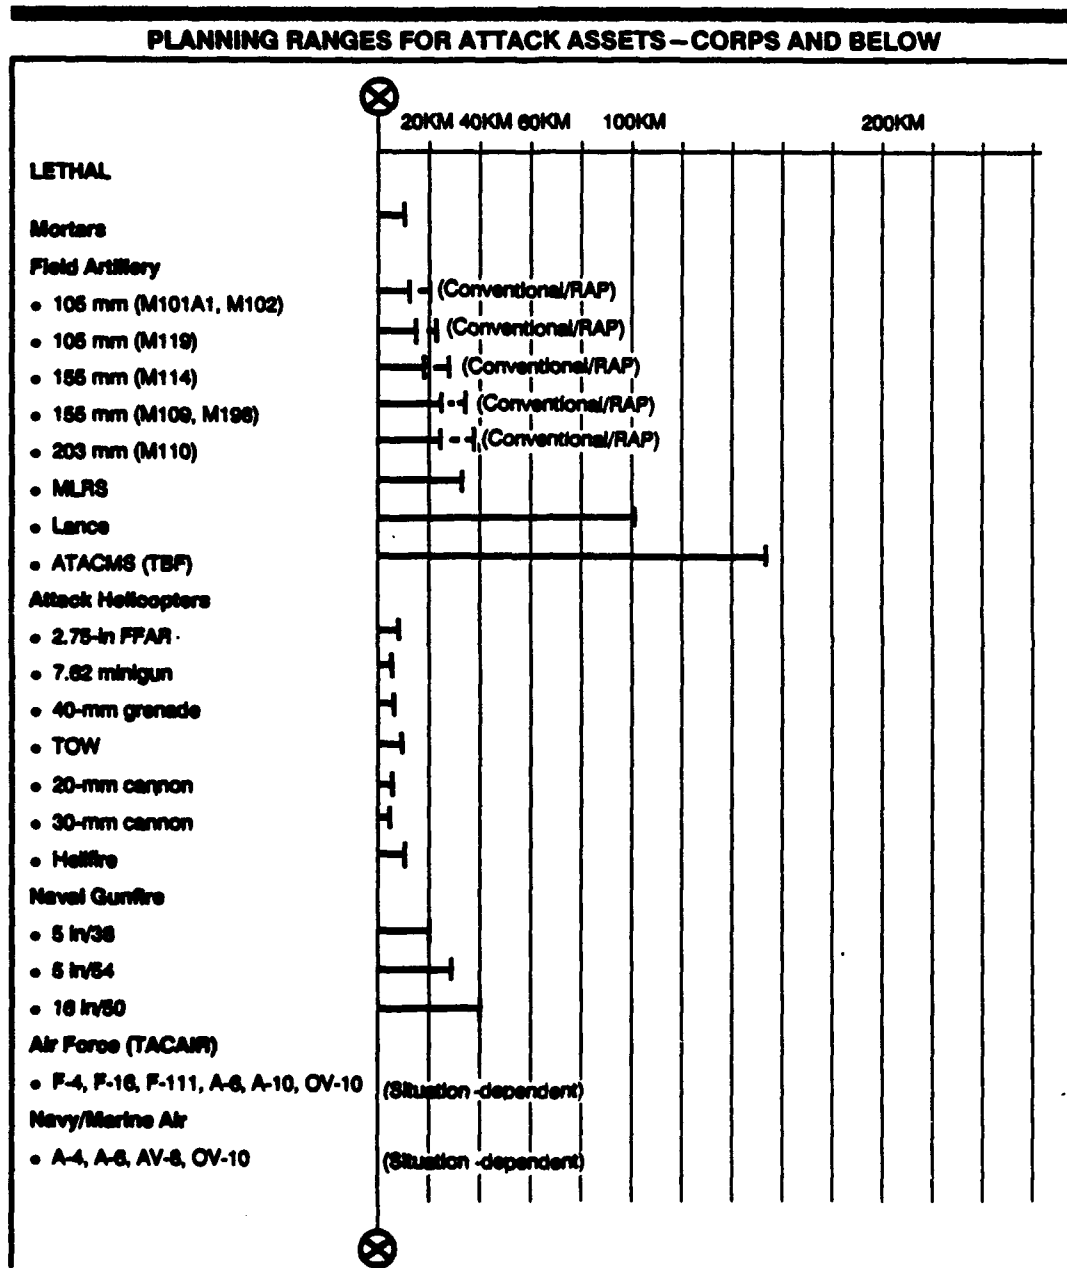 PLANNING RANGES FOR ATTACK ASSETS – CORPS AND BELOW
20KM 40KM 60KM 100KM 200KM
LETHAL
Mortars
Field Artillery
• 105 mm (M101A1, M102) (Conventional/RAP)
• 105 mm (M119) (Conventional/RAP)
• 155 mm (M114) (Conventional/RAP)
• 155 mm (M109, M198) (Conventional/RAP)
• 203 mm (M110) (Conventional/RAP)
• MLRS
• Lance
• ATACMS (TBF)
Attack Helicopters
• 2.75-in FFAR
• 7.62 minigun
• 40-mm grenade
• TOW
• 20-mm cannon
• 30-mm cannon
• Hellfire
Naval Gunfire
• 5 in/38
• 5 in/54
• 16 in/50
Air Force (TACAIR)
• F-4, F-16, F-111, A-6, A-10, OV-10 (Situation -dependent)
Navy/Marine Air
• A-4, A-6, AV-8, OV-10 (Situation -dependent)